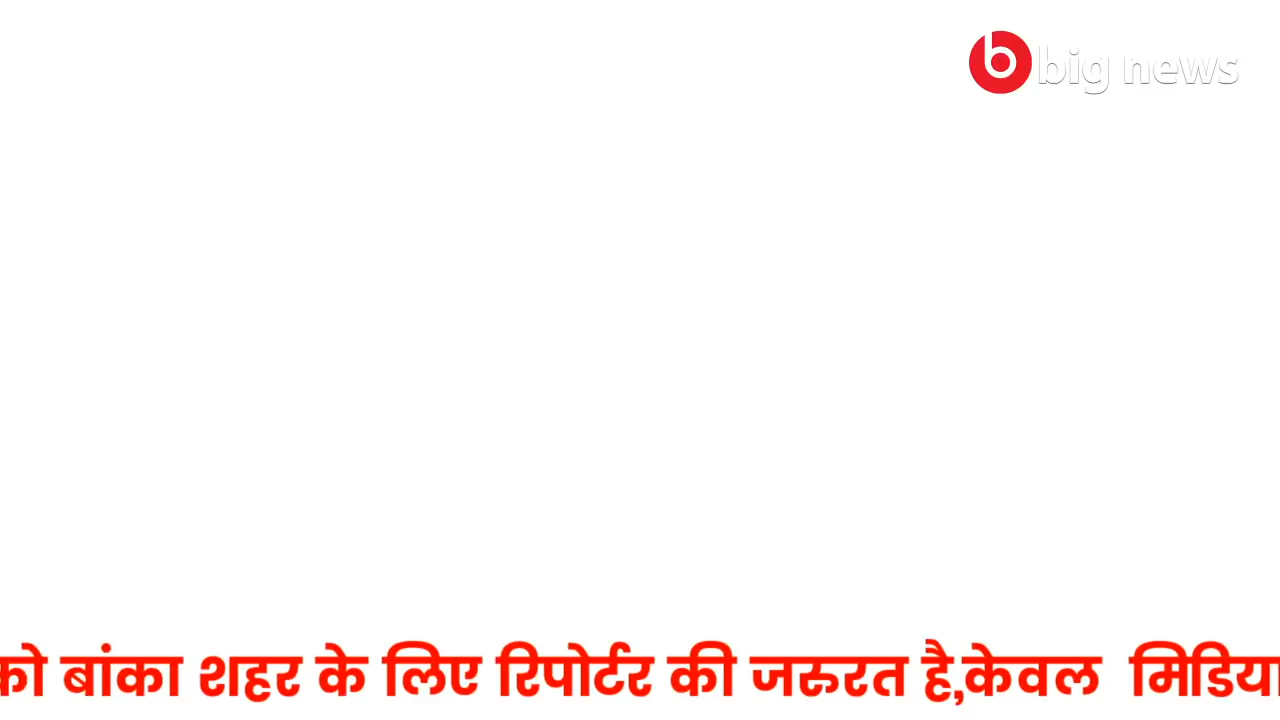 big news
को बांका शहर के लिए रिपोर्टर की जरुरत है,केवल  मिडिया